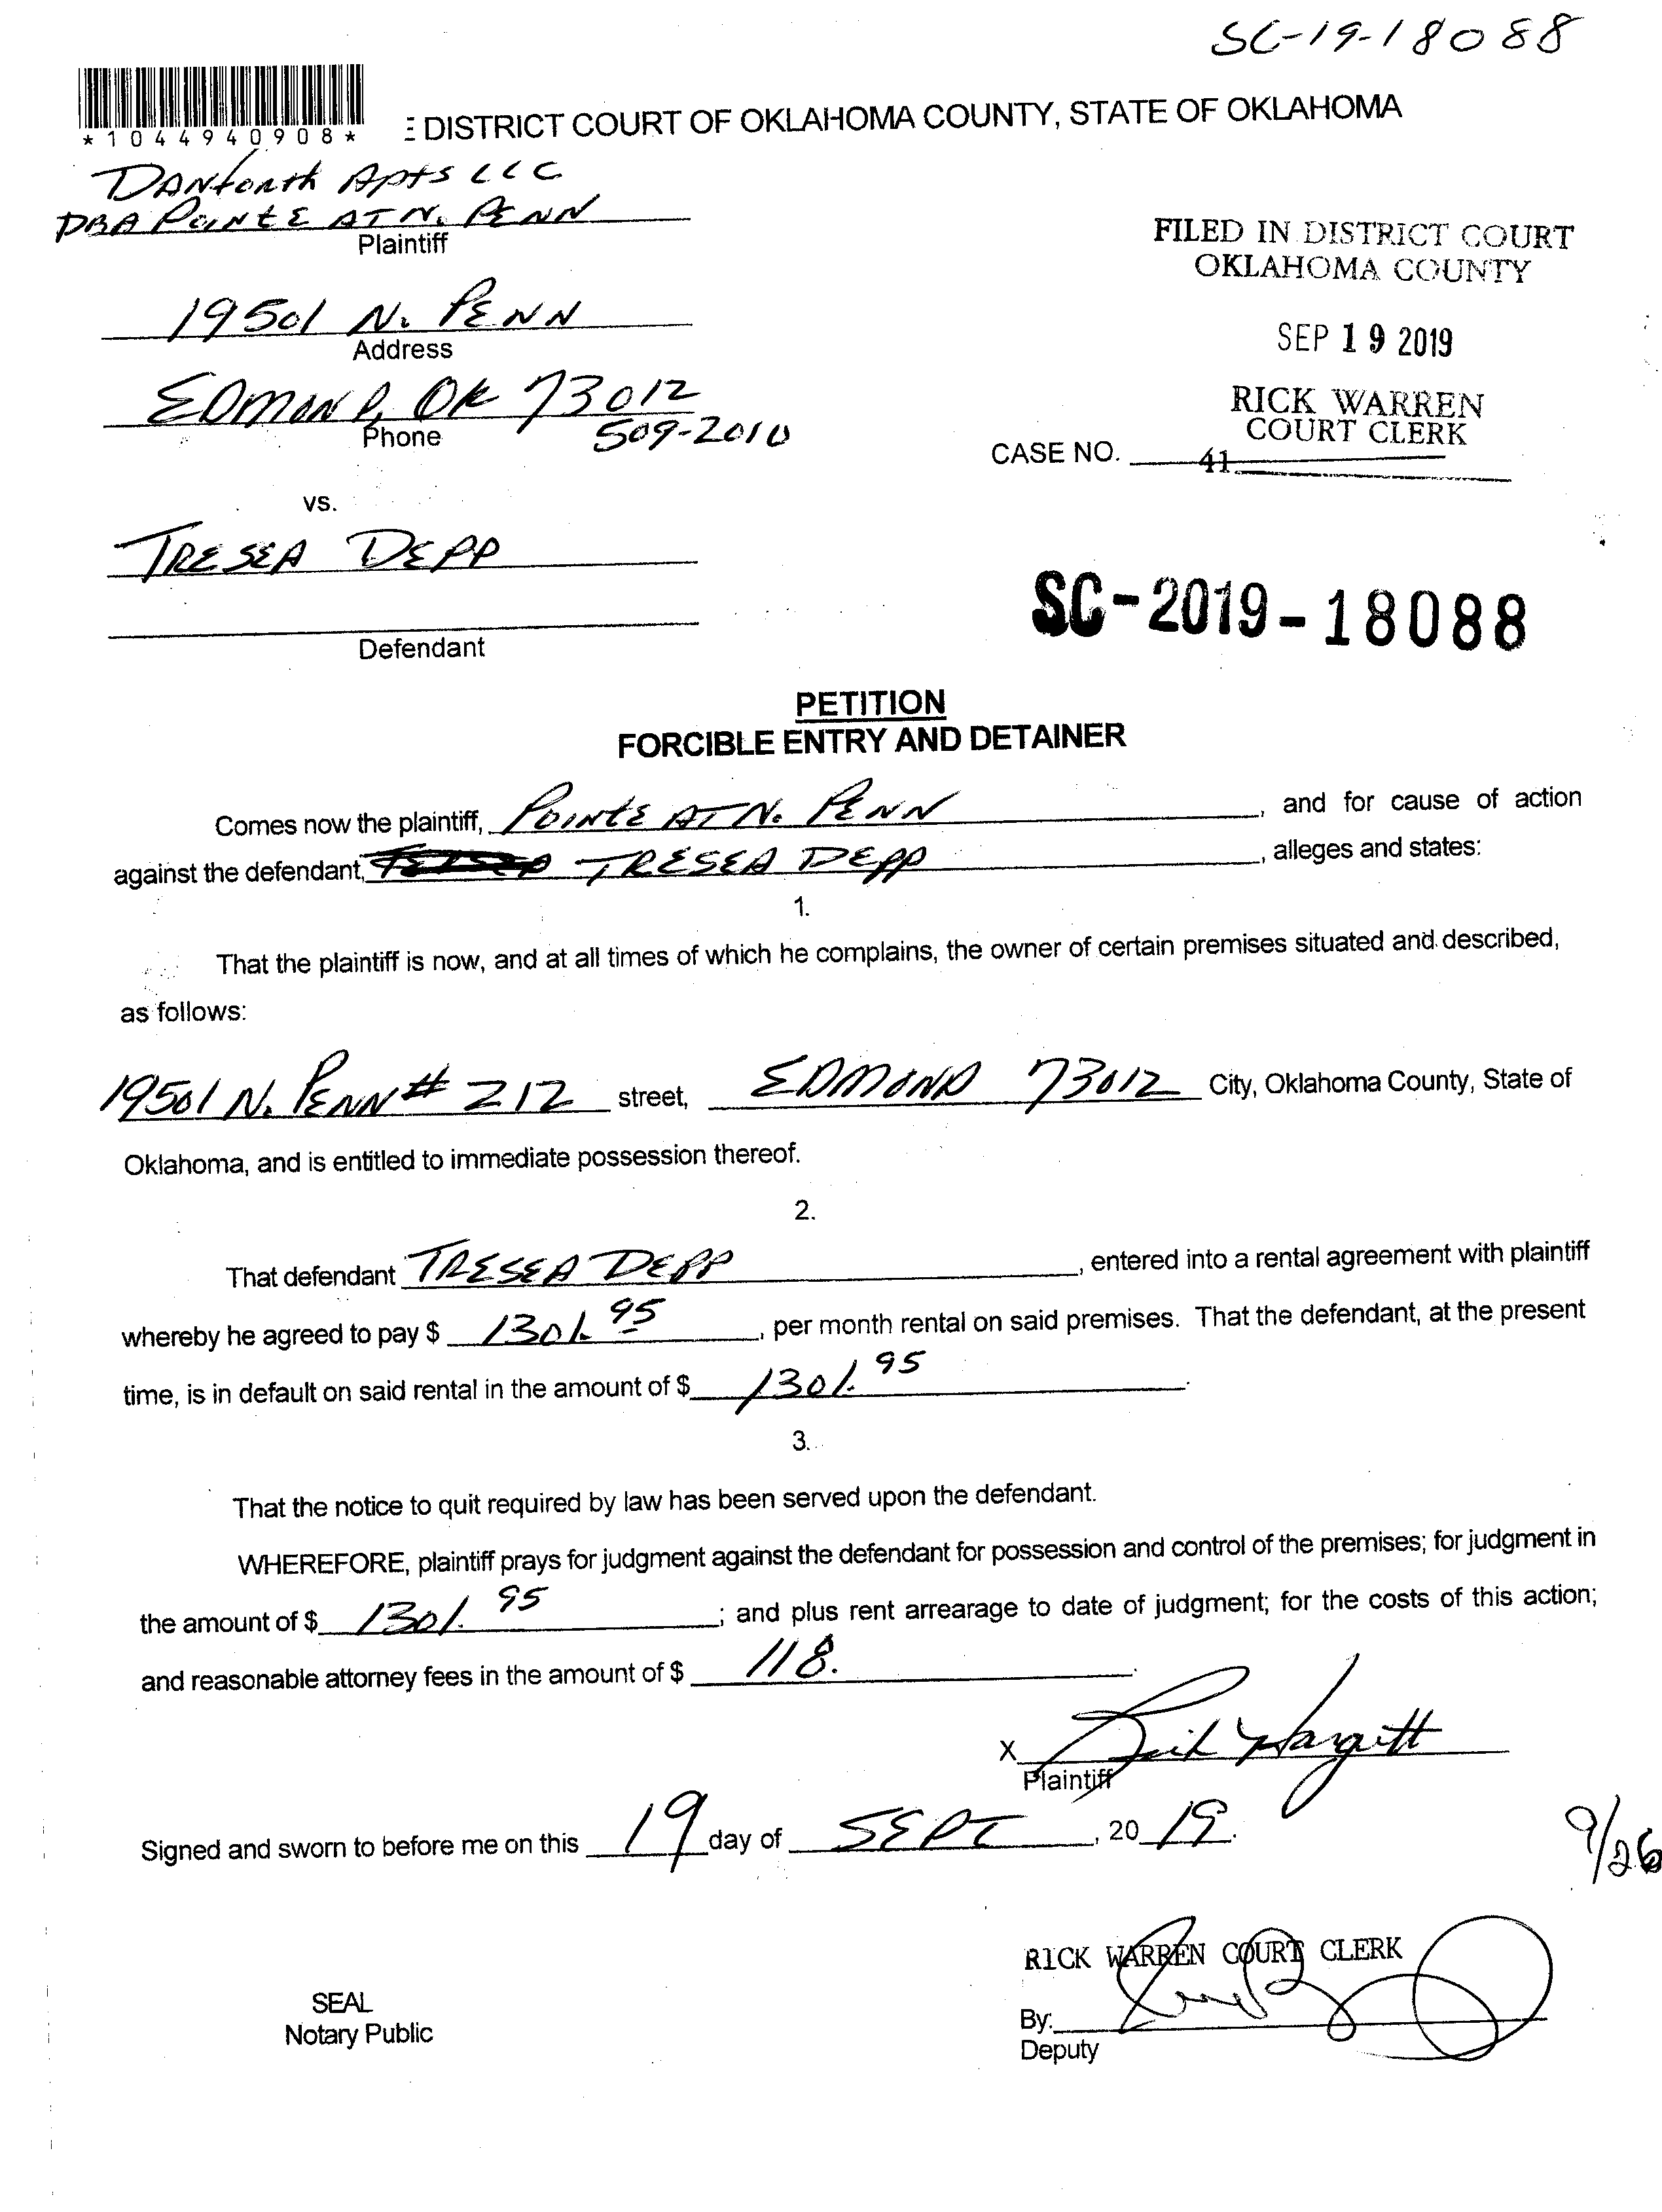 SC-19-18088
*1044940908*
E DISTRICT COURT OF OKLAHOMA COUNTY, STATE OF OKLAHOMA
DANforth Apts LLC
DBA PointE AT N. PENN
Plaintiff
FILED IN DISTRICT COURT
OKLAHOMA COUNTY
19501 N. PENN
Address
SEP 19 2019
EDMOND, OK 73012
Phone
509-2010
RICK WARREN
COURT CLERK
CASE NO. 41
vs.
TRESEA DEPP
Defendant
SC-2019-18088
PETITION
FORCIBLE ENTRY AND DETAINER
Comes now the plaintiff, POINTE AT N. PENN, and for cause of action
against the defendant, TRESEA DEPP, alleges and states:
1.
That the plaintiff is now, and at all times of which he complains, the owner of certain premises situated and described,
as follows:
19501 N. PENN # 212 street, EDMOND 73012 City, Oklahoma County, State of
Oklahoma, and is entitled to immediate possession thereof.
2.
That defendant TRESEA DEPP, entered into a rental agreement with plaintiff
whereby he agreed to pay $ 1301.95, per month rental on said premises. That the defendant, at the present
time, is in default on said rental in the amount of $ 1301.95.
3.
That the notice to quit required by law has been served upon the defendant.
WHEREFORE, plaintiff prays for judgment against the defendant for possession and control of the premises; for judgment in
the amount of $ 1301.95; and plus rent arrearage to date of judgment; for the costs of this action;
and reasonable attorney fees in the amount of $ 118.
X Rick Hargett
Plaintiff
Signed and sworn to before me on this 19 day of SEPT, 2019.
9/26
RICK WARREN COURT CLERK
SEAL
Notary Public
By:
Deputy